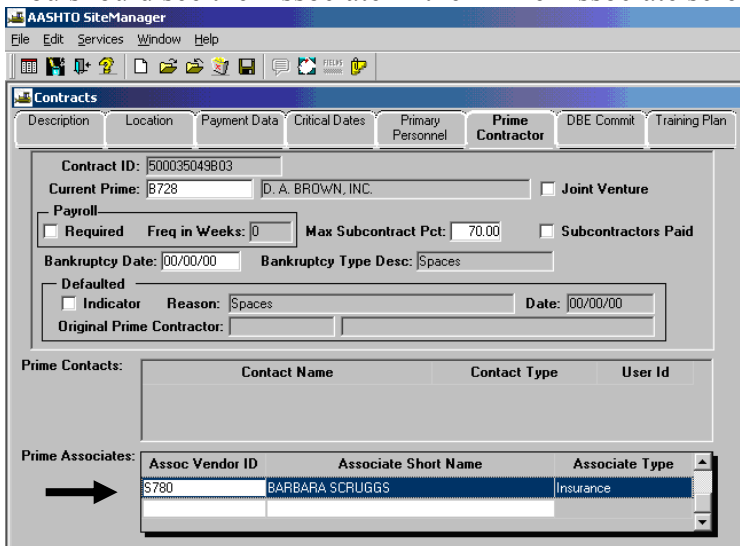 AASHTO SiteManager
File Edit Services Window Help
FIELDS
Contracts
Description Location Payment Data Critical Dates Primary Personnel Prime Contractor DBE Commit Training Plan
Contract ID: 500035049B03
Current Prime: B728 D. A. BROWN, INC. Joint Venture
Payroll
Required Freq in Weeks: 0 Max Subcontract Pct: 70.00 Subcontractors Paid
Bankruptcy Date: 00/00/00 Bankruptcy Type Desc: Spaces
Defaulted
Indicator Reason: Spaces Date: 00/00/00
Original Prime Contractor:
Prime Contacts: Contact Name Contact Type User Id
Prime Associates: Assoc Vendor ID Associate Short Name Associate Type
S780 BARBARA SCRUGGS Insurance